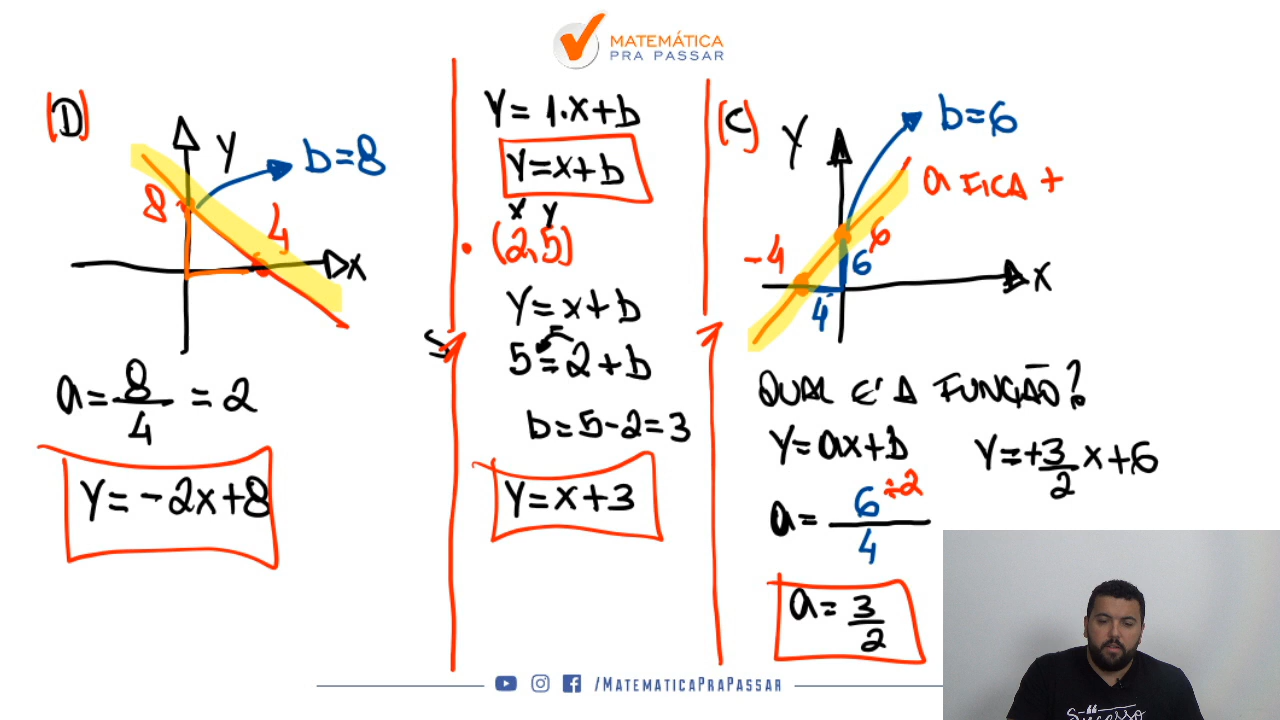 MATEMÁTICA
PRA PASSAR
(D)
Y
b=8
8
4
X
a=8/4=2
Y=-2x+8
Y=1.x+b
Y=x+b
x y
(2,5)
Y=x+b
5=2+b
b=5-2=3
Y=x+3
(C)
Y
b=6
a FICA +
-4
6
6
4
X
QUAL É A FUNÇÃO?
Y=ax+b
Y=+3/2x+6
a=6÷2/4
a=3/2
/MATEMATICAPRAPASSAR
Sucesso